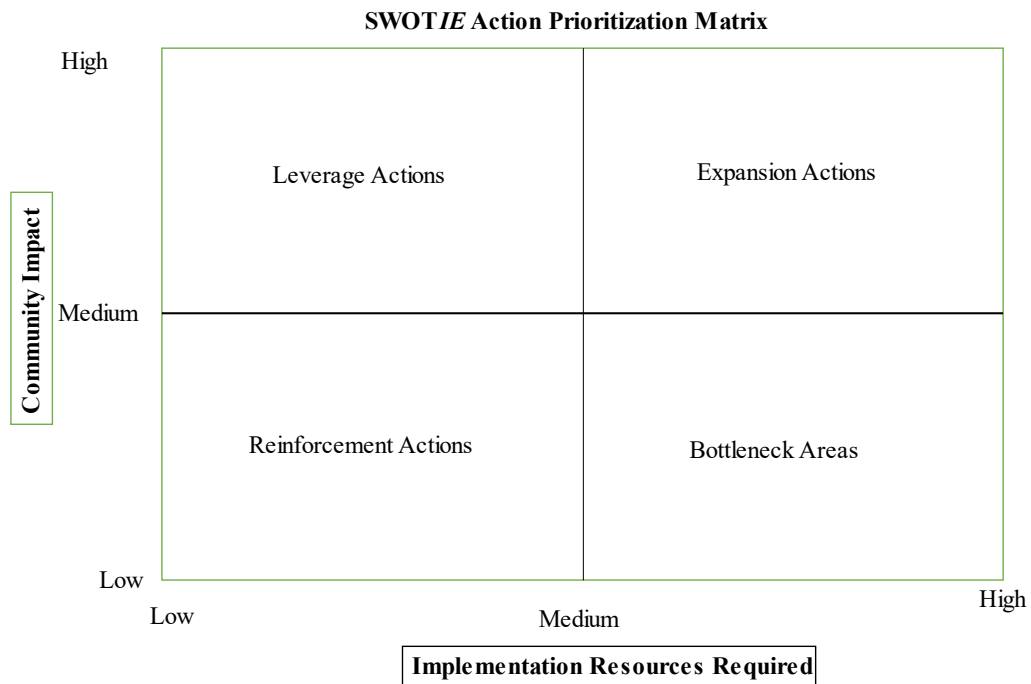 SWOTIE Action Prioritization Matrix
High
Leverage Actions
Expansion Actions
Community Impact
Medium
Reinforcement Actions
Bottleneck Areas
Low
Low
Medium
High
Implementation Resources Required